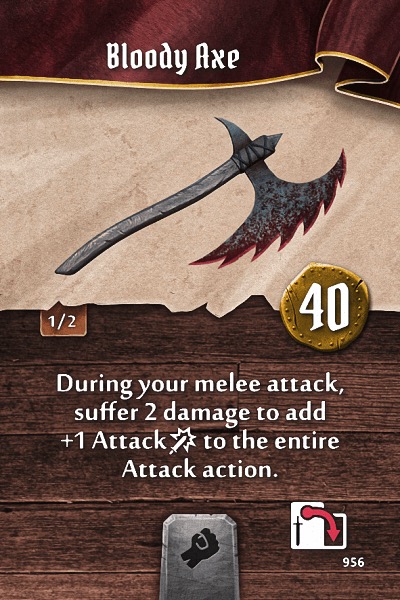 Bloody Axe
1/2
40
During your melee attack,
suffer 2 damage to add
+1 Attack to the entire
Attack action.
956